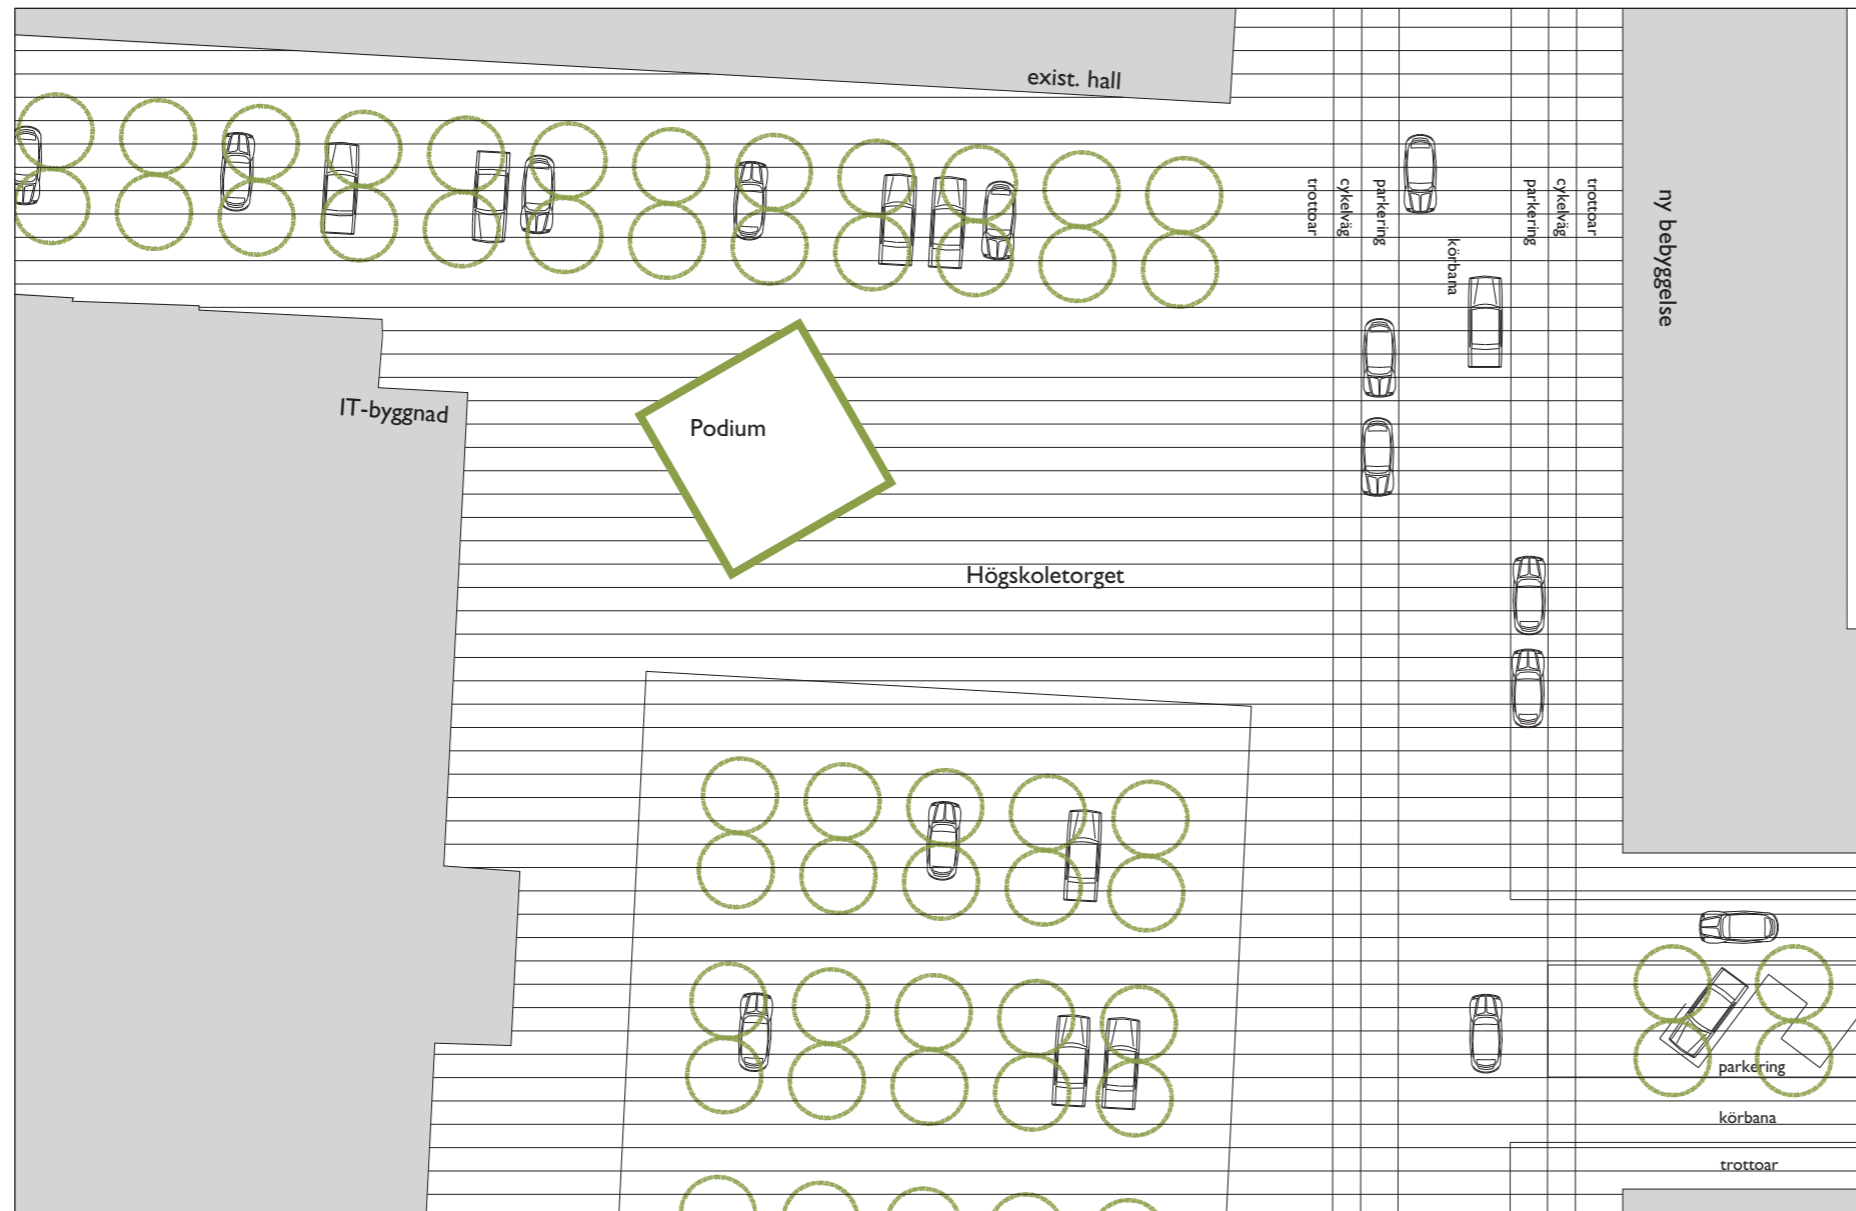 exist. hall
trottoar
cykelväg
parkering
körbana
parkering
cykelväg
trottoar
ny bebyggelse
IT-byggnad
Podium
Högskoletorget
parkering
körbana
trottoar